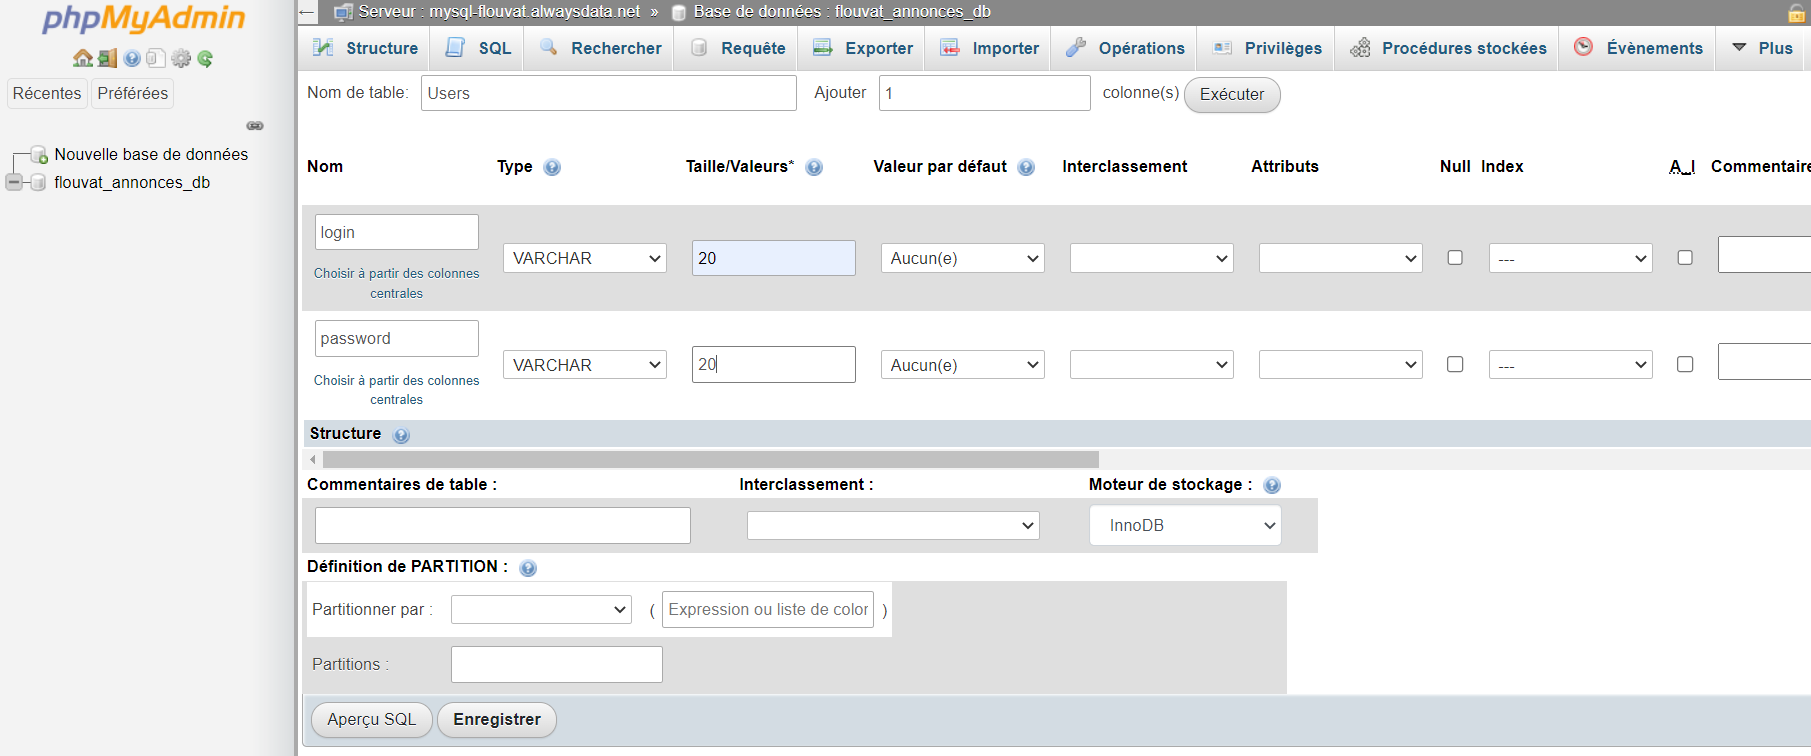 phpMyAdmin
Récentes Préférées
Nouvelle base de données
flouvat_annonces_db
Serveur : mysql-flouvat.alwaysdata.net » Base de données : flouvat_annonces_db
Structure SQL Rechercher Requête Exporter Importer Opérations Privilèges Procédures stockées Évènements Plus
Nom de table: Users Ajouter 1 colonne(s) Exécuter
Nom Type Taille/Valeurs* Valeur par défaut Interclassement Attributs Null Index A_I Commentaire
login VARCHAR 20 Aucun(e) ---
Choisir à partir des colonnes
centrales
password VARCHAR 20 Aucun(e) ---
Choisir à partir des colonnes
centrales
Structure
Commentaires de table : Interclassement : Moteur de stockage :
InnoDB
Définition de PARTITION :
Partitionner par : ( Expression ou liste de color )
Partitions :
Aperçu SQL Enregistrer